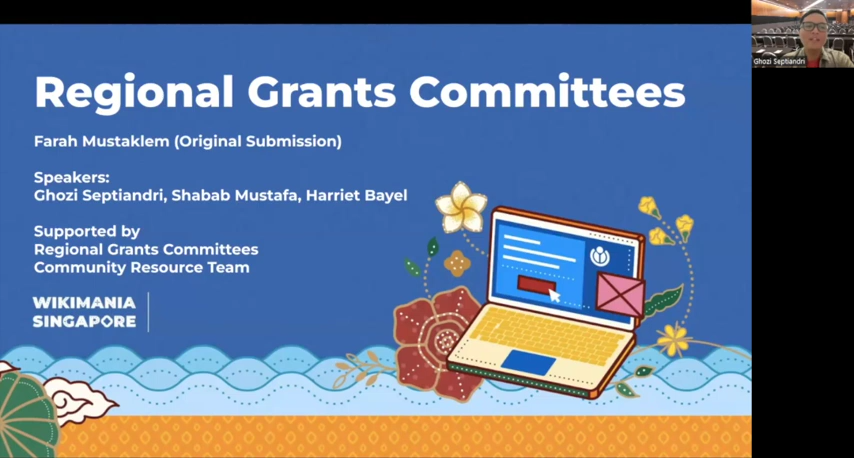 Regional Grants Committees
Farah Mustaklem (Original Submission)
Speakers:
Ghozi Septiandri, Shabab Mustafa, Harriet Bayel
Supported by
Regional Grants Committees
Community Resource Team
WIKIMANIA
SINGAPORE
Ghozi Septiandri